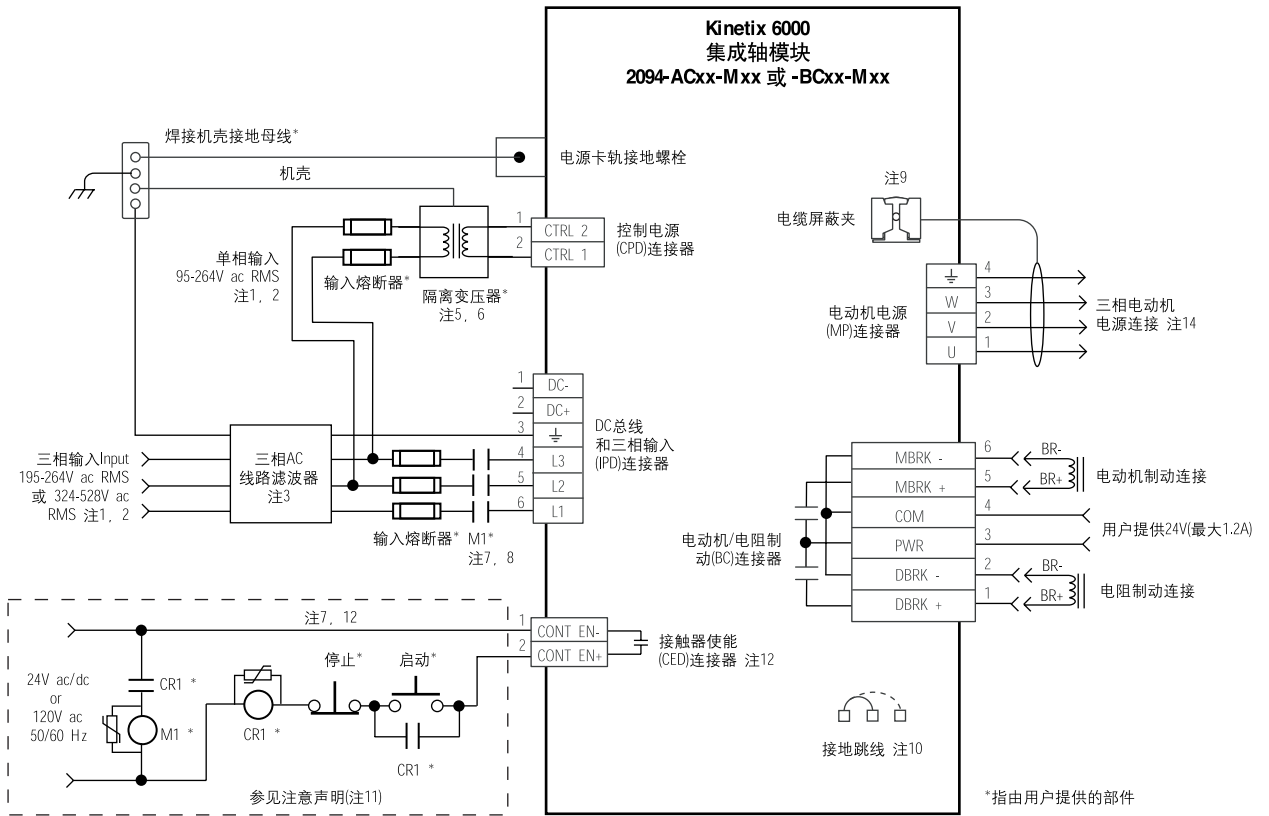 Kinetix 6000
集成轴模块
2094-ACxx-Mxx 或 -BCxx-Mxx
焊接机壳接地母线*
电源卡轨接地螺栓
机壳
注9
电缆屏蔽夹
单相输入
95-264V ac RMS
注1, 2
输入熔断器*
隔离变压器*
注5, 6
1
CTRL 2
2
CTRL 1
控制电源
(CPD)连接器
电动机电源
(MP)连接器
4
W
3
V
2
U
1
三相电动机
电源连接 注14
1
DC-
2
DC+
3
4
L3
5
L2
6
L1
DC总线
和三相输入
(IPD)连接器
三相输入Input
195-264V ac RMS
或 324-528V ac
RMS 注1, 2
三相AC
线路滤波器
注3
输入熔断器*
M1*
注7, 8
电动机/电阻制
动(BC)连接器
MBRK -
6
MBRK +
5
COM
4
PWR
3
DBRK -
2
DBRK +
1
BR-
BR+
电动机制动连接
用户提供24V(最大1.2A)
BR-
BR+
电阻制动连接
注7, 12
1
CONT EN-
2
CONT EN+
接触器使能
(CED)连接器 注12
24V ac/dc
or
120V ac
50/60 Hz
CR1 *
M1 *
CR1 *
停止*
启动*
CR1 *
参见注意声明(注11)
接地跳线 注10
*指由用户提供的部件